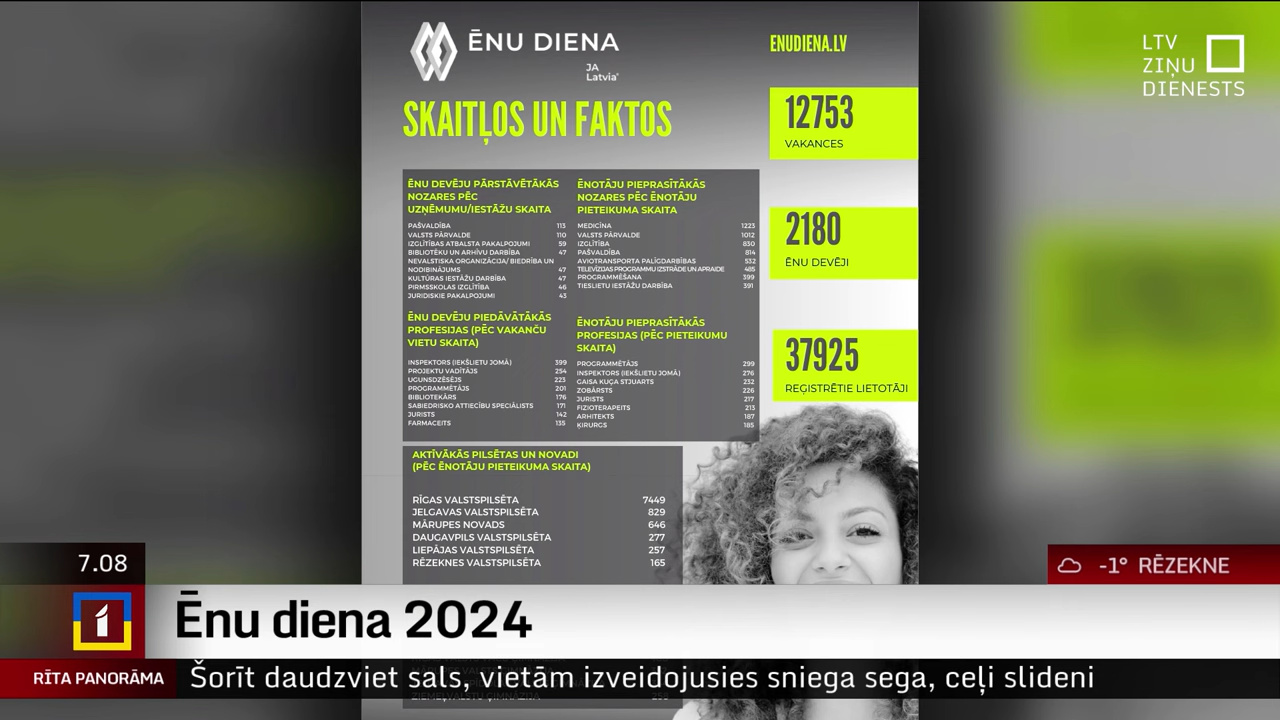 ĒNU DIENA
JA
Latvia
ENUDIENA.LV
LTV
ZIŅU
DIENESTS
SKAITĻOS UN FAKTOS
12753
VAKANCES
2180
ĒNU DEVĒJI
37925
REĢISTRĒTIE LIETOTĀJI
ĒNU DEVĒJU PĀRSTĀVĒTĀKĀS
NOZARES PĒC
UZŅĒMUMU/IESTĀŽU SKAITA
PAŠVALDĪBA 113
VALSTS PĀRVALDE 110
IZGLĪTĪBAS ATBALSTA PAKALPOJUMI 59
BIBLIOTĒKU UN ARHĪVU DARBĪBA 47
NEVALSTISKA ORGANIZĀCIJA/ BIEDRĪBA UN
NODIBINĀJUMS 47
KULTŪRAS IESTĀŽU DARBĪBA 47
PIRMSSKOLAS IZGLĪTĪBA 46
JURIDISKIE PAKALPOJUMI 43
ĒNOTĀJU PIEPRASĪTĀKĀS
NOZARES PĒC ĒNOTĀJU
PIETEIKUMA SKAITA
MEDICĪNA 1223
VALSTS PĀRVALDE 1012
IZGLĪTĪBA 830
PAŠVALDĪBA 814
AVIOTRANSPORTA PALĪGDARBĪBAS 532
TELEVĪZIJAS PROGRAMMU IZSTRĀDE UN APRAIDE 485
PROGRAMMĒŠANA 399
TIESLIETU IESTĀŽU DARBĪBA 391
ĒNU DEVĒJU PIEDĀVĀTĀKĀS
PROFESIJAS (PĒC VAKANČU
VIETU SKAITA)
INSPEKTORS (IEKŠLIETU JOMĀ) 399
PROJEKTU VADĪTĀJS 254
UGUNSDZĒSĒJS 223
PROGRAMMĒTĀJS 201
BIBLIOTEKĀRS 176
SABIEDRISKO ATTIECĪBU SPECIĀLISTS 171
JURISTS 142
FARMACEITS 135
ĒNOTĀJU PIEPRASĪTĀKĀS
PROFESIJAS (PĒC PIETEIKUMU
SKAITA)
PROGRAMMĒTĀJS 299
INSPEKTORS (IEKŠLIETU JOMĀ) 276
GAISA KUĢA STJUARTS 232
ZOBĀRSTS 226
JURISTS 217
FIZIOTERAPEITS 213
ARHITEKTS 187
ĶIRURGS 185
AKTĪVĀKĀS PILSĒTAS UN NOVADI
(PĒC ĒNOTĀJU PIETEIKUMA SKAITA)
RĪGAS VALSTSPILSĒTA 7449
JELGAVAS VALSTSPILSĒTA 829
MĀRUPES NOVADS 646
DAUGAVPILS VALSTSPILSĒTA 277
LIEPĀJAS VALSTSPILSĒTA 257
RĒZEKNES VALSTSPILSĒTA 165
7.08
-1° RĒZEKNE
1
Ēnu diena 2024
RĪTA PANORĀMA
Šorīt daudzviet sals, vietām izveidojusies sniega sega, ceļi slideni